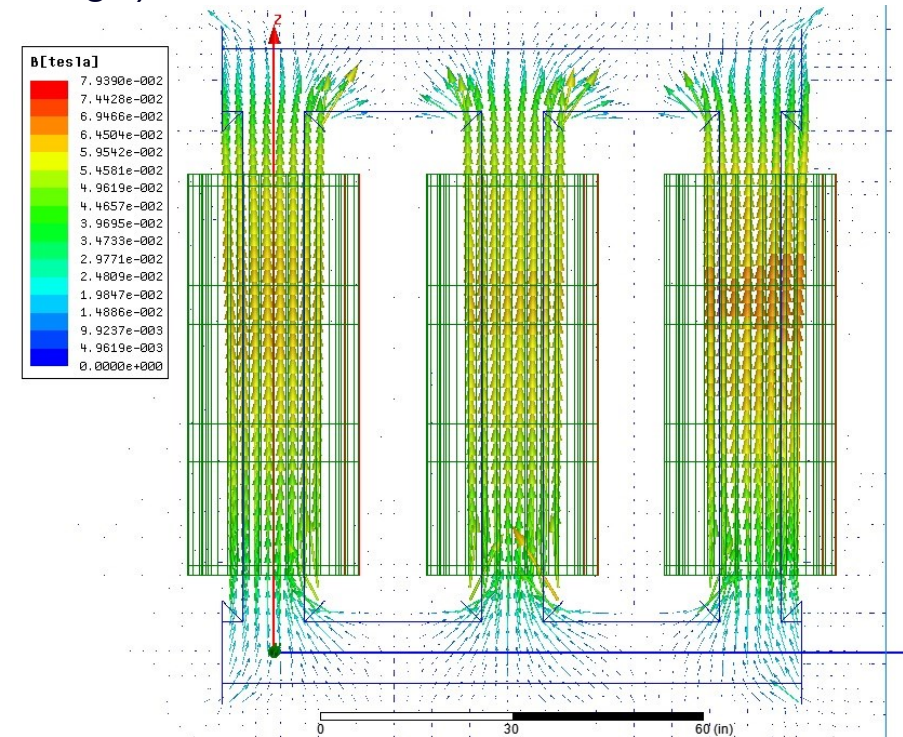 Z
B[tesla]
7.9390e-002
7.4428e-002
6.9466e-002
6.4504e-002
5.9542e-002
5.4581e-002
4.9619e-002
4.4657e-002
3.9695e-002
3.4733e-002
2.9771e-002
2.4809e-002
1.9847e-002
1.4886e-002
9.9237e-003
4.9619e-003
0.0000e+000
0 30 60 (in)